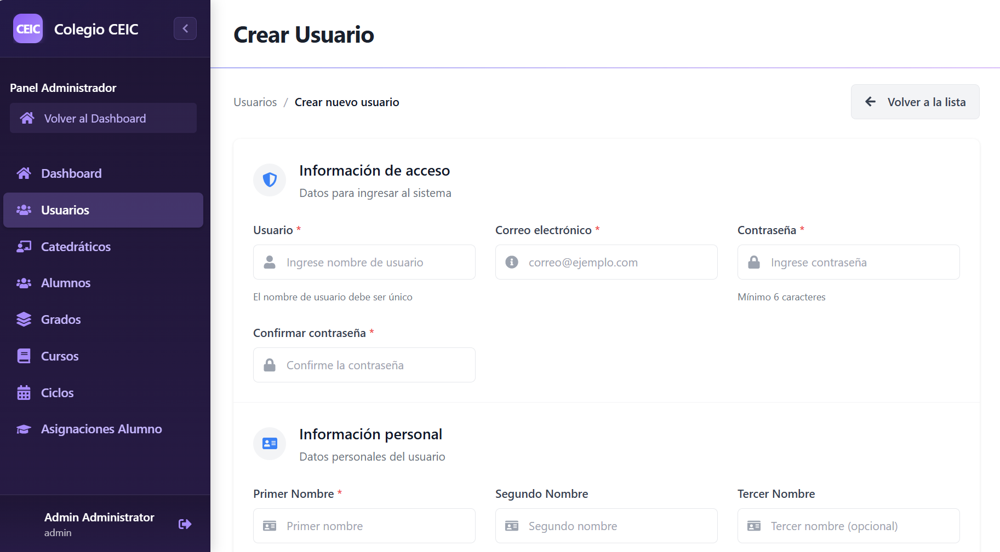 CEIC
Colegio CEIC
Panel Administrador
Volver al Dashboard
Dashboard
Usuarios
Catedráticos
Alumnos
Grados
Cursos
Ciclos
Asignaciones Alumno
Admin Administrator
admin
Crear Usuario
Usuarios / Crear nuevo usuario
Volver a la lista
Información de acceso
Datos para ingresar al sistema
Usuario *
Ingrese nombre de usuario
El nombre de usuario debe ser único
Correo electrónico *
correo@ejemplo.com
Contraseña *
Ingrese contraseña
Mínimo 6 caracteres
Confirmar contraseña *
Confirme la contraseña
Información personal
Datos personales del usuario
Primer Nombre *
Primer nombre
Segundo Nombre
Segundo nombre
Tercer Nombre
Tercer nombre (opcional)